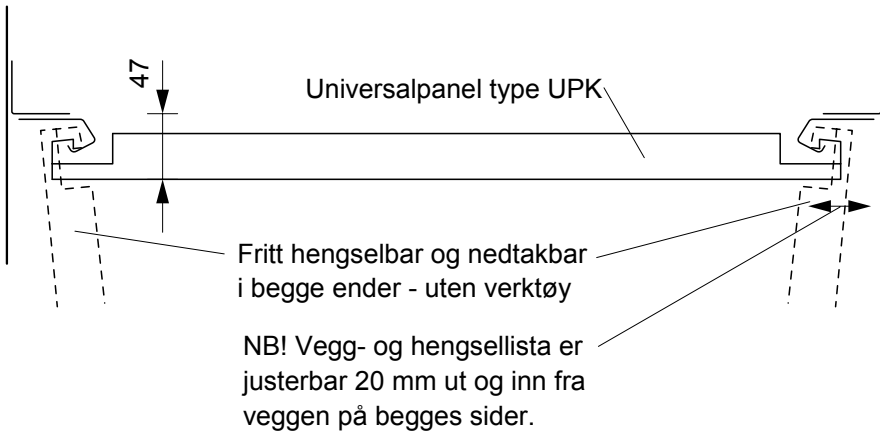 47
Universalpanel type UPK
Fritt hengselbar og nedtakbar
i begge ender - uten verktøy
NB! Vegg- og hengsellista er
justerbar 20 mm ut og inn fra
veggen på begges sider.